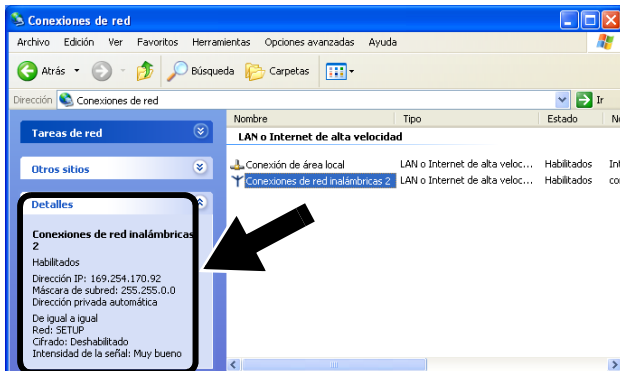 Conexiones de red
Archivo Edición Ver Favoritos Herramientas Opciones avanzadas Ayuda
Atrás Búsqueda Carpetas
Dirección Conexiones de red Ir
Nombre Tipo Estado
LAN o Internet de alta velocidad
Conexión de área local LAN o Internet de alta veloc... Habilitados
Conexiones de red inalámbricas 2 LAN o Internet de alta veloc... Habilitados
Tareas de red
Otros sitios
Detalles
Conexiones de red inalámbricas
2
Habilitados
Dirección IP: 169.254.170.92
Máscara de subred: 255.255.0.0
Dirección privada automática
De igual a igual
Red: SETUP
Cifrado: Deshabilitado
Intensidad de la señal: Muy bueno